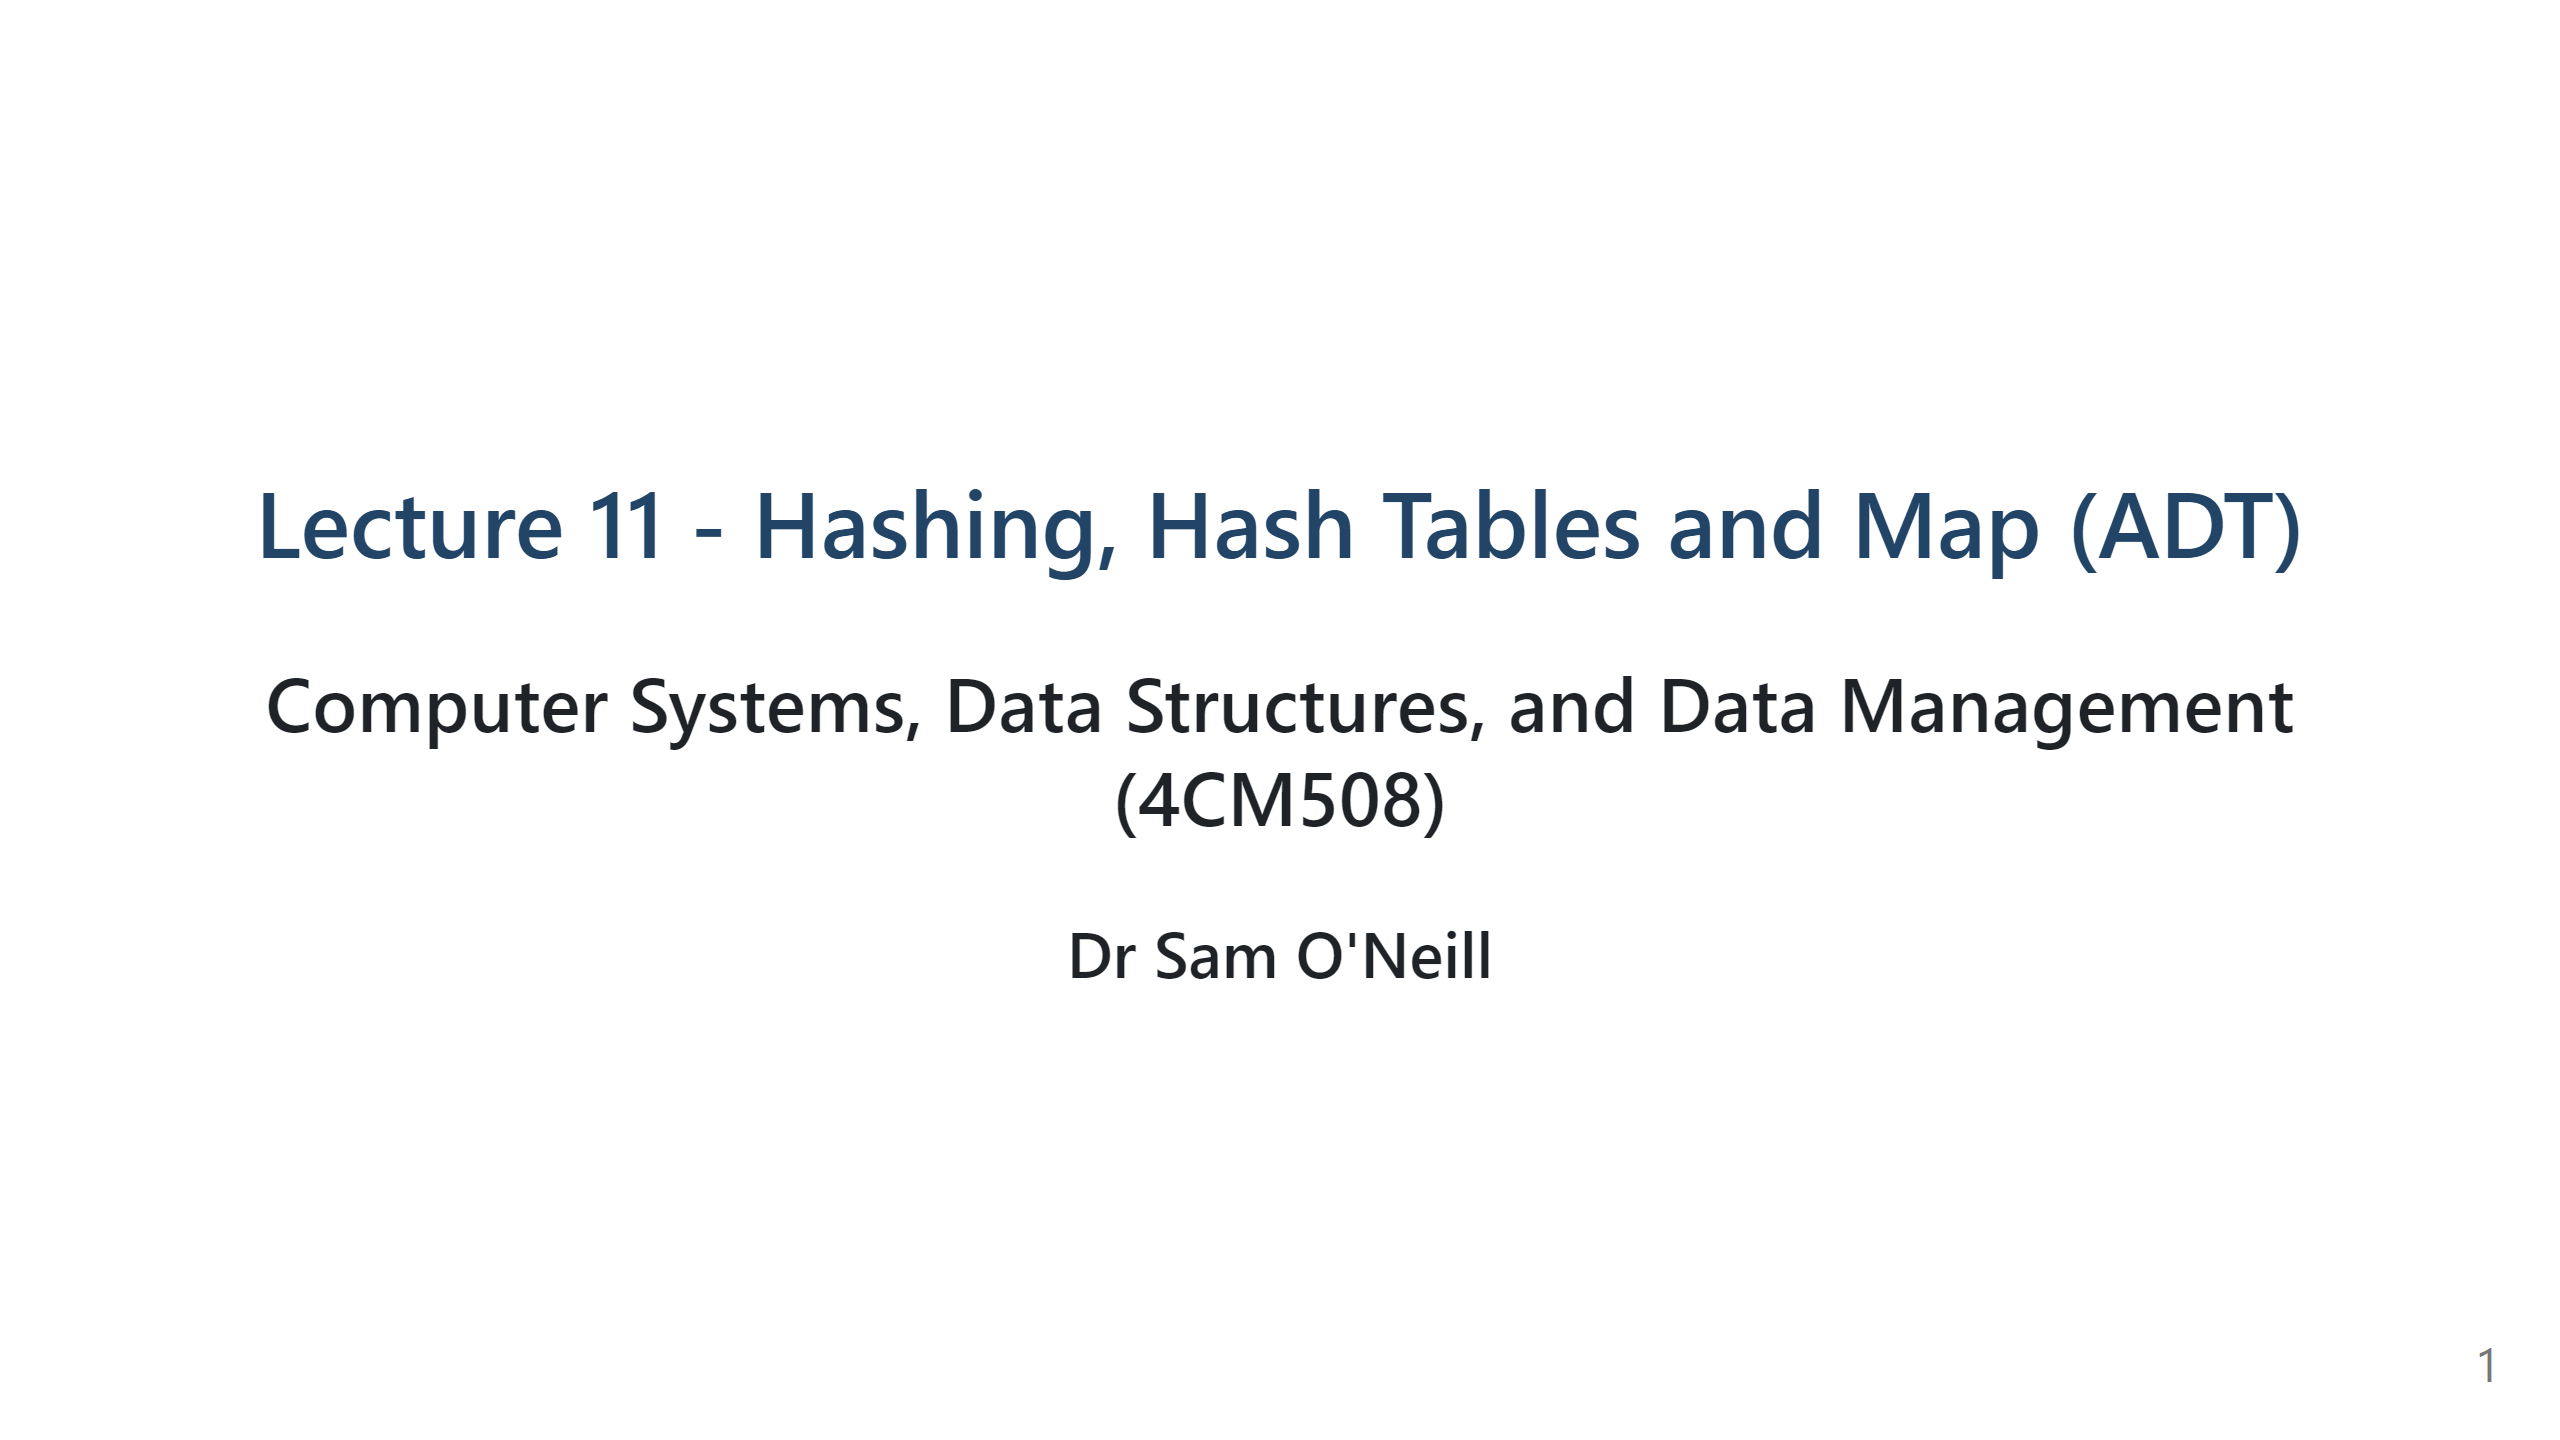 Lecture 11 - Hashing, Hash Tables and Map (ADT)
Computer Systems, Data Structures, and Data Management
(4CM508)
Dr Sam O'Neill
1